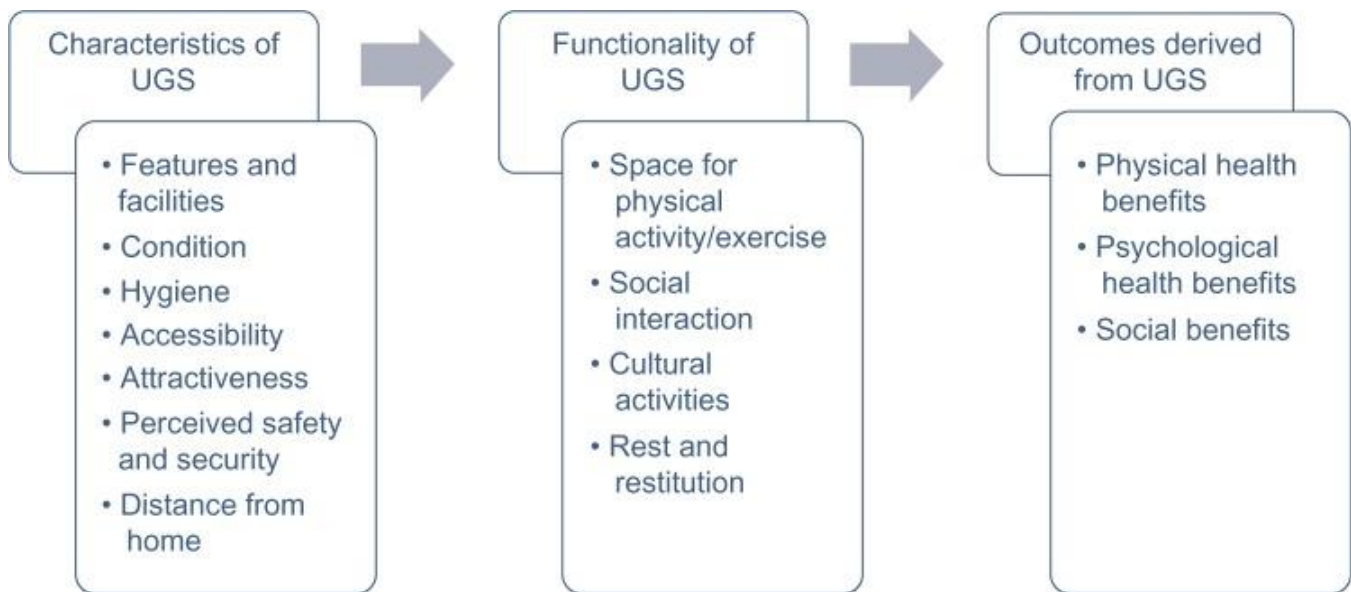 Characteristics of
UGS
• Features and
facilities
• Condition
• Hygiene
• Accessibility
• Attractiveness
• Perceived safety
and security
• Distance from
home
Functionality of
UGS
• Space for
physical
activity/exercise
• Social
interaction
• Cultural
activities
• Rest and
restitution
Outcomes derived
from UGS
• Physical health
benefits
• Psychological
health benefits
• Social benefits